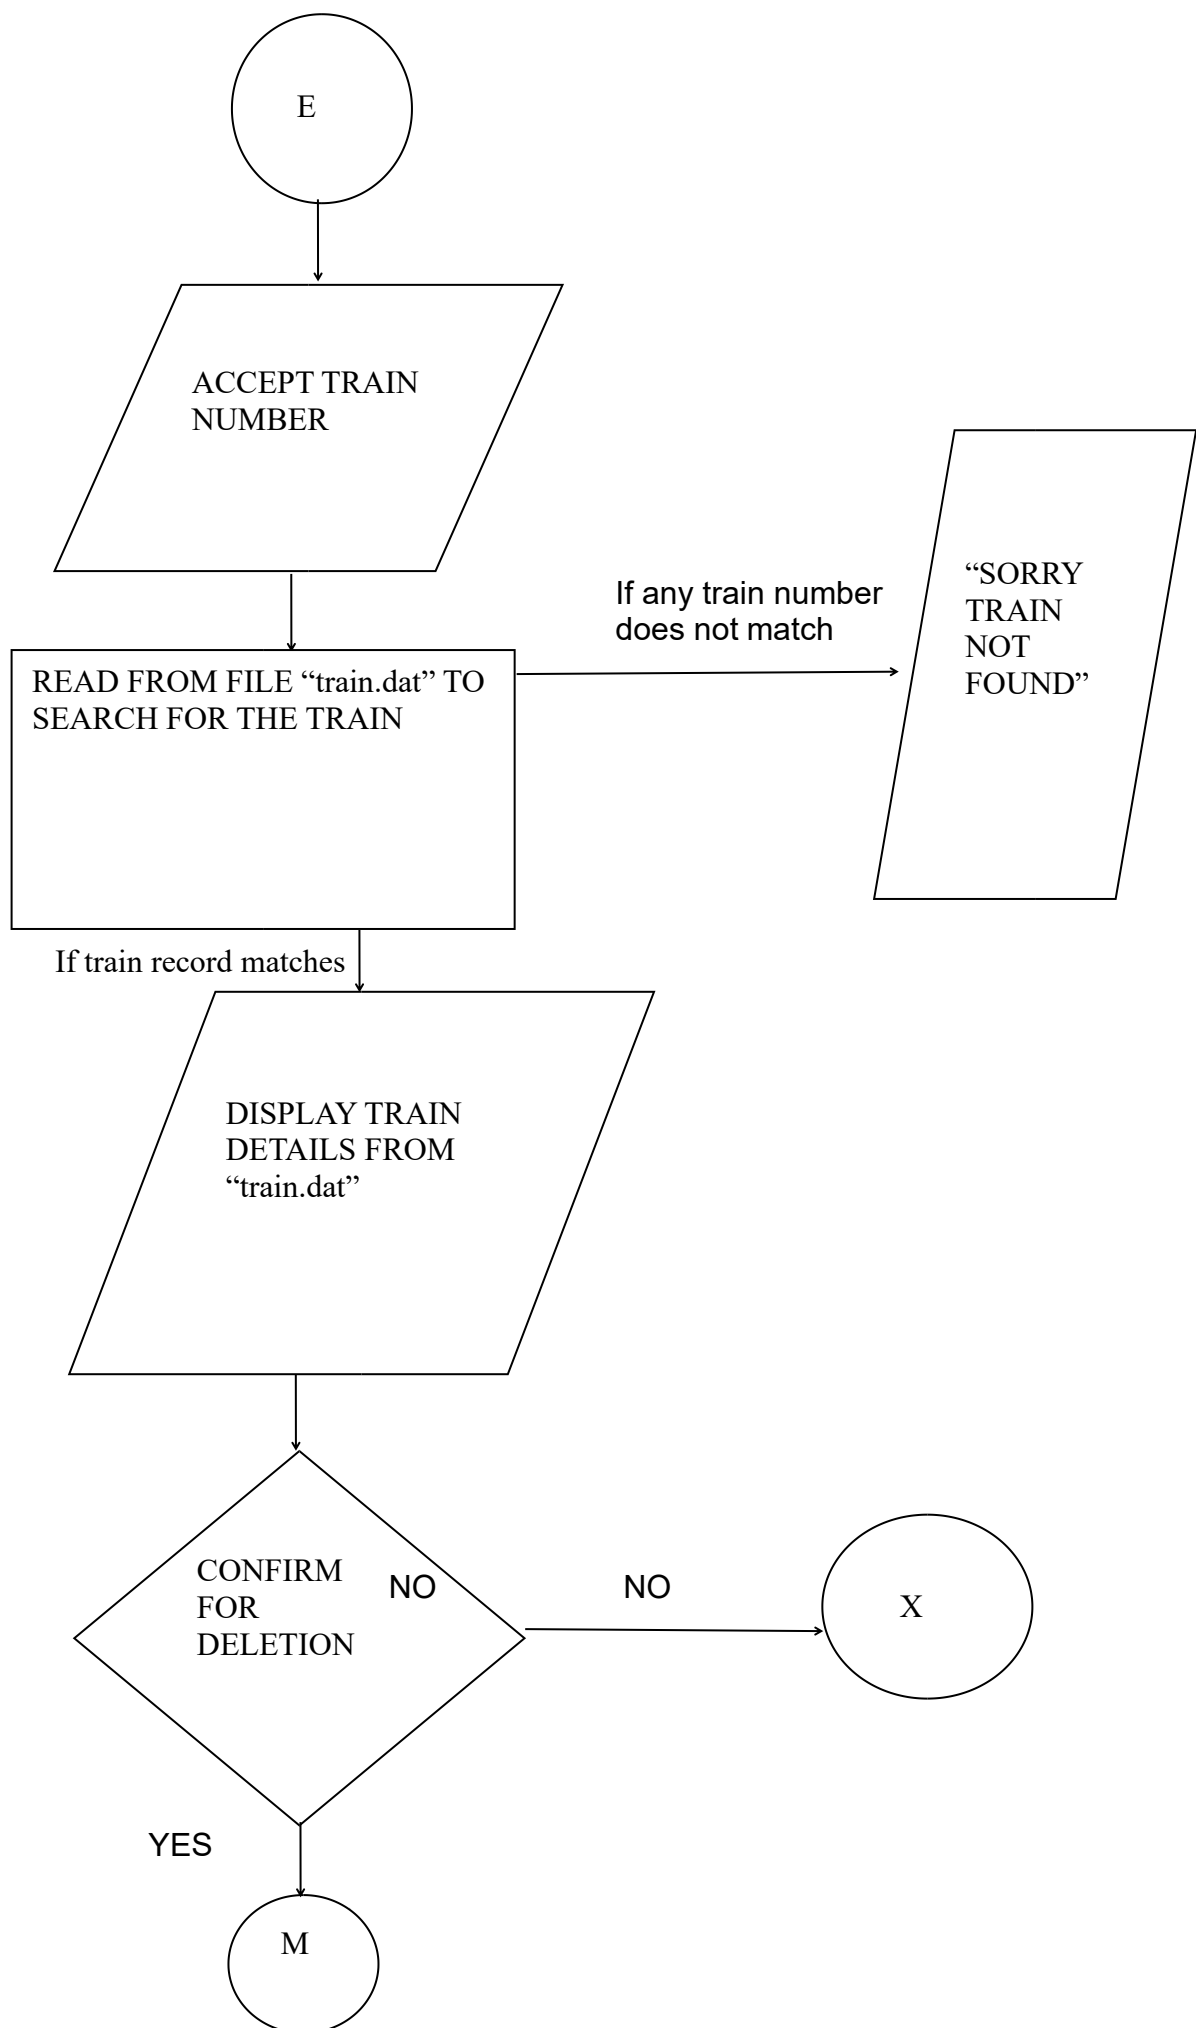 E
ACCEPT TRAIN
NUMBER
If any train number
does not match
“SORRY
TRAIN
NOT
FOUND”
READ FROM FILE “train.dat” TO
SEARCH FOR THE TRAIN
If train record matches
DISPLAY TRAIN
DETAILS FROM
“train.dat”
CONFIRM
FOR
DELETION
NO
NO
X
YES
M